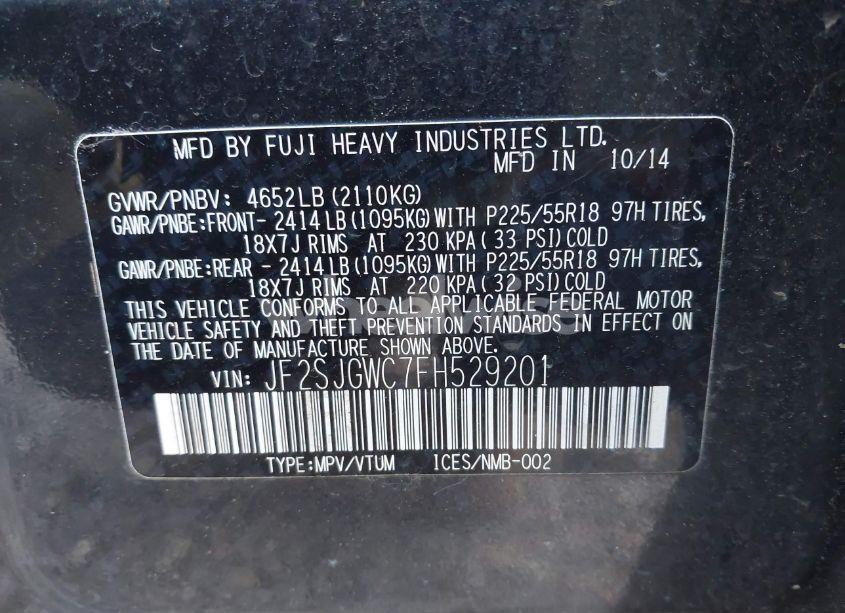 MFD BY FUJI HEAVY INDUSTRIES LTD.
MFD IN 10/14
GVWR/PNBV: 4652LB (2110KG)
GAWR/PNBE:FRONT- 2414LB (1095KG) WITH P225/55R18 97H TIRES,
18X7J RIMS AT 230 KPA ( 33 PSI) COLD
GAWR/PNBE:REAR - 2414LB (1095KG) WITH P225/55R18 97H TIRES,
18X7J RIMS AT 220 KPA ( 32 PSI) COLD
THIS VEHICLE CONFORMS TO ALL APPLICABLE FEDERAL MOTOR
VEHICLE SAFETY AND THEFT PREVENTION STANDARDS IN EFFECT ON
THE DATE OF MANUFACTURE SHOWN ABOVE.
VIN: JF2SJGWC7FH529201
TYPE:MPV/VTUM ICES/NMB-002